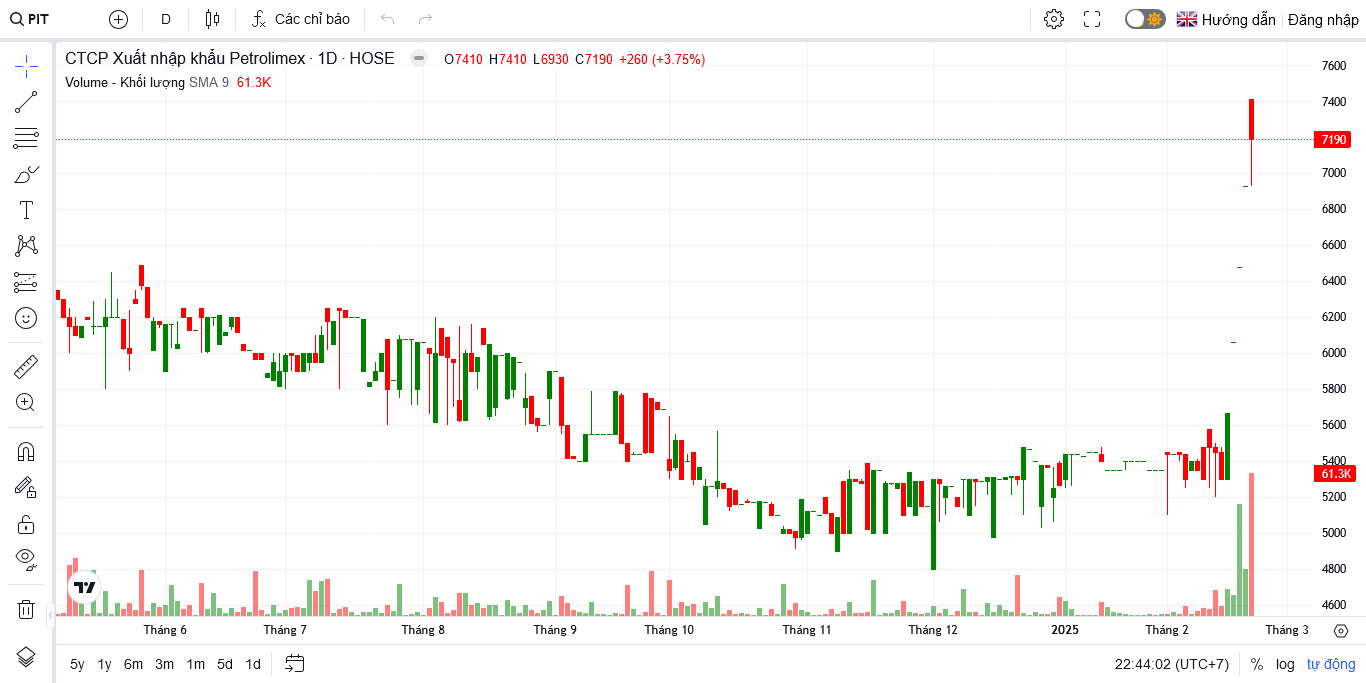 PIT D Các chỉ báo Hướng dẫn Đăng nhập
CTCP Xuất nhập khẩu Petrolimex · 1D · HOSE O7410 H7410 L6930 C7190 +260 (+3.75%)
Volume - Khối lượng SMA 9 61.3K
7600
7400
7190
7000
6800
6600
6400
6200
6000
5800
5600
5400
61.3K
5200
5000
4800
4600
Tháng 6 Tháng 7 Tháng 8 Tháng 9 Tháng 10 Tháng 11 Tháng 12 2025 Tháng 2 Tháng 3
5y 1y 6m 3m 1m 5d 1d 22:44:02 (UTC+7) % log tự động